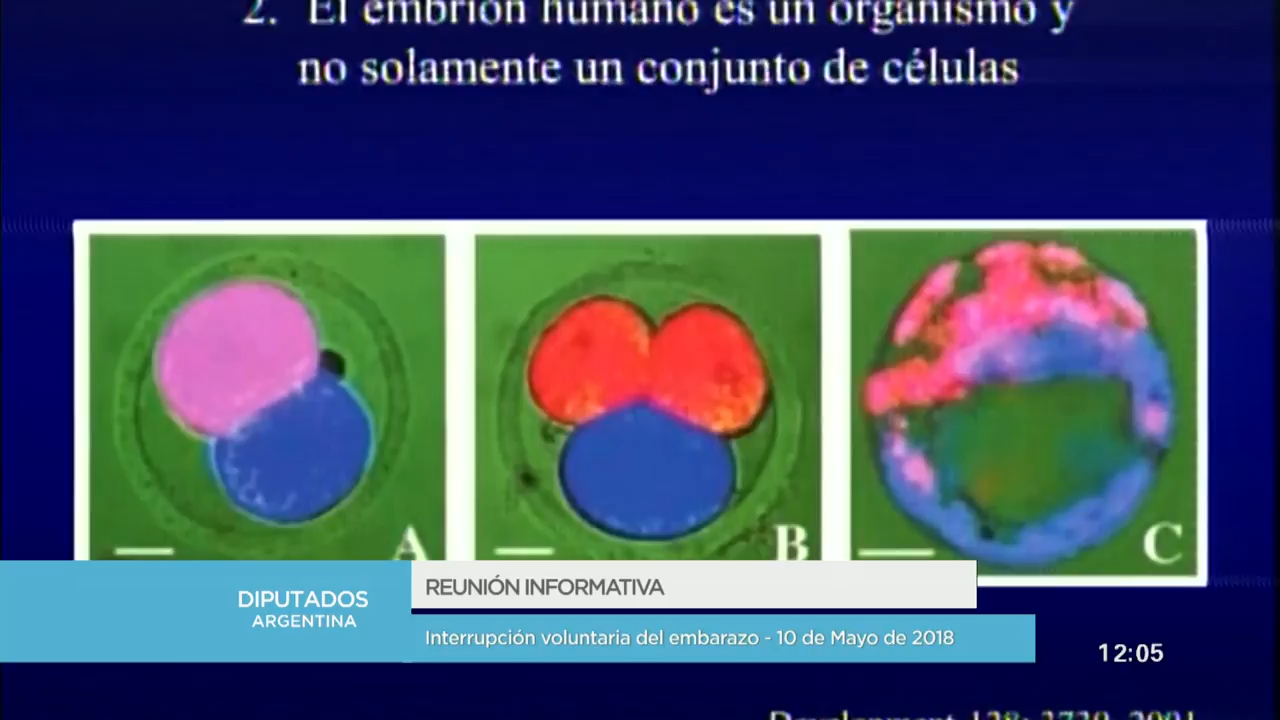 2. El embrión humano es un organismo y
no solamente un conjunto de células
A
B
C
DIPUTADOS
ARGENTINA
REUNIÓN INFORMATIVA
Interrupción voluntaria del embarazo - 10 de Mayo de 2018
12:05